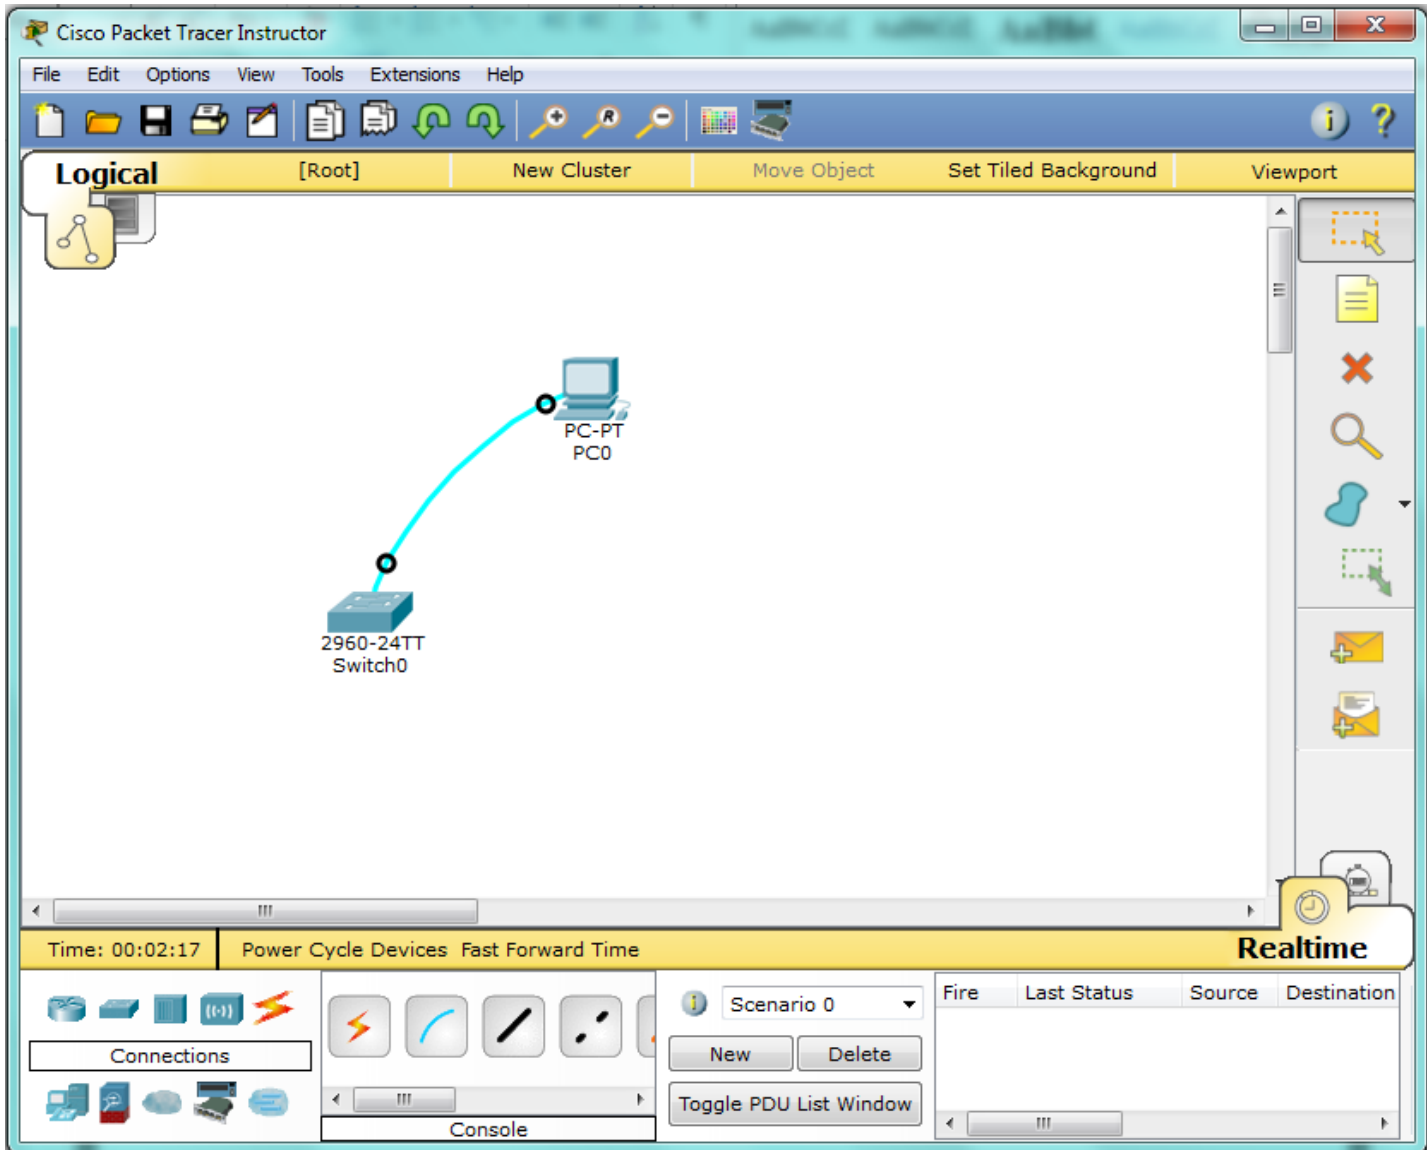 Cisco Packet Tracer Instructor
File Edit Options View Tools Extensions Help
Logical [Root] New Cluster Move Object Set Tiled Background Viewport
PC-PT
PC0
2960-24TT
Switch0
Time: 00:02:17 Power Cycle Devices Fast Forward Time Realtime
Fire Last Status Source Destination
Scenario 0
Connections
New Delete
Toggle PDU List Window
Console